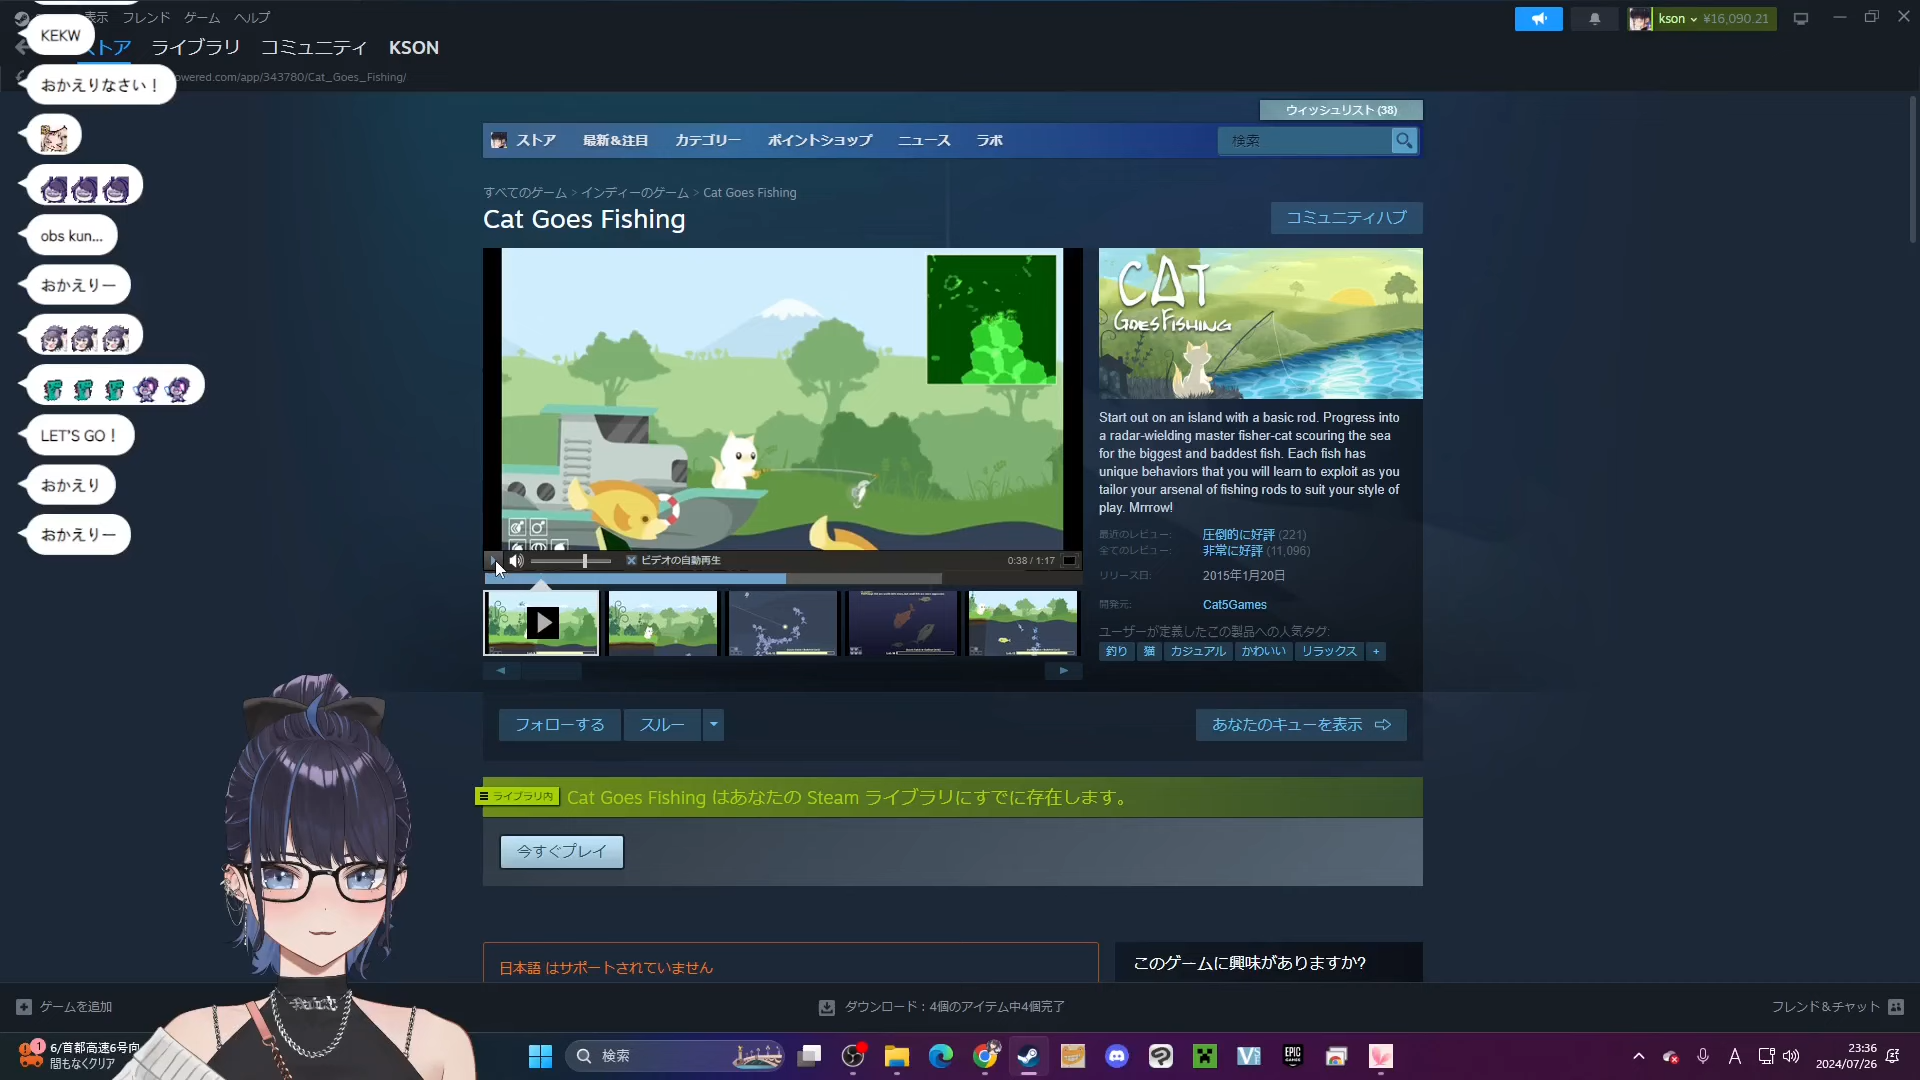 表示 フレンド ゲーム ヘルプ
kson ¥16,090.21
ストア ライブラリ コミュニティ KSON
owered.com/app/343780/Cat_Goes_Fishing/
KEKW
おかえりなさい！
obs kun...
おかえりー
LET'S GO！
おかえり
おかえりー
ウィッシュリスト (38)
ストア 最新&注目 カテゴリー ポイントショップ ニュース ラボ 検索
すべてのゲーム > インディーのゲーム > Cat Goes Fishing
Cat Goes Fishing
コミュニティハブ
CAT
GOES FISHING
Start out on an island with a basic rod. Progress into
a radar-wielding master fisher-cat scouring the sea
for the biggest and baddest fish. Each fish has
unique behaviors that you will learn to exploit as you
tailor your arsenal of fishing rods to suit your style of
play. Mrrrow!
最近のレビュー: 圧倒的に好評 (221)
全てのレビュー: 非常に好評 (11,096)
リリース日: 2015年1月20日
開発元: Cat5Games
ユーザーが定義したこの製品への人気タグ:
釣り 猫 カジュアル かわいい リラックス +
ビデオの自動再生 0:38 / 1:17
フォローする スルー あなたのキューを表示
ライブラリ内 Cat Goes Fishing はあなたの Steam ライブラリにすでに存在します。
今すぐプレイ
日本語 はサポートされていません
このゲームに興味がありますか?
ゲームを追加 ダウンロード：4個のアイテム中4個完了 フレンド＆チャット
1 6/首都高速6号向
間もなくクリア
検索
EPIC GAMES
A
23:36
2024/07/26